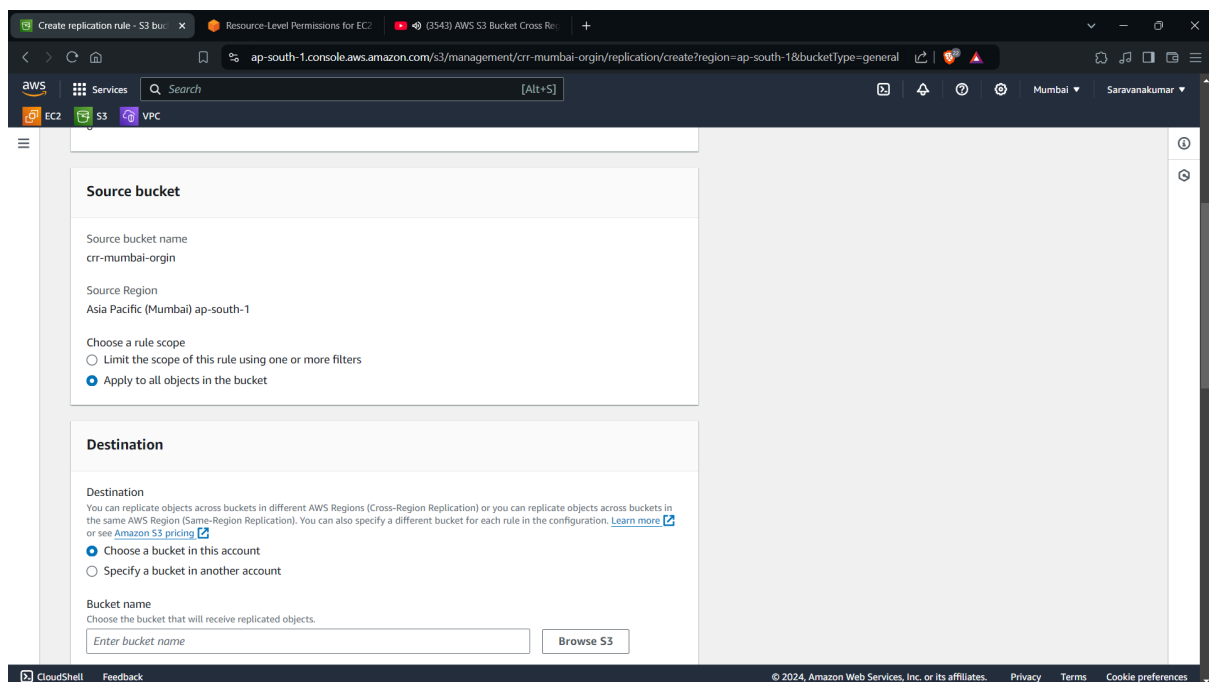 Create replication rule - S3 buc
Resource-Level Permissions for EC2
(3543) AWS S3 Bucket Cross Reg
ap-south-1.console.aws.amazon.com/s3/management/crr-mumbai-orgin/replication/create?region=ap-south-1&bucketType=general
22
aws
Services
Search
[Alt+S]
Mumbai ▼
Saravanakumar ▼
EC2
S3
VPC
Source bucket
Source bucket name
crr-mumbai-orgin
Source Region
Asia Pacific (Mumbai) ap-south-1
Choose a rule scope
Limit the scope of this rule using one or more filters
Apply to all objects in the bucket
Destination
Destination
You can replicate objects across buckets in different AWS Regions (Cross-Region Replication) or you can replicate objects across buckets in
the same AWS Region (Same-Region Replication). You can also specify a different bucket for each rule in the configuration. Learn more
or see Amazon S3 pricing
Choose a bucket in this account
Specify a bucket in another account
Bucket name
Choose the bucket that will receive replicated objects.
Enter bucket name
Browse S3
CloudShell
Feedback
© 2024, Amazon Web Services, Inc. or its affiliates.
Privacy
Terms
Cookie preferences